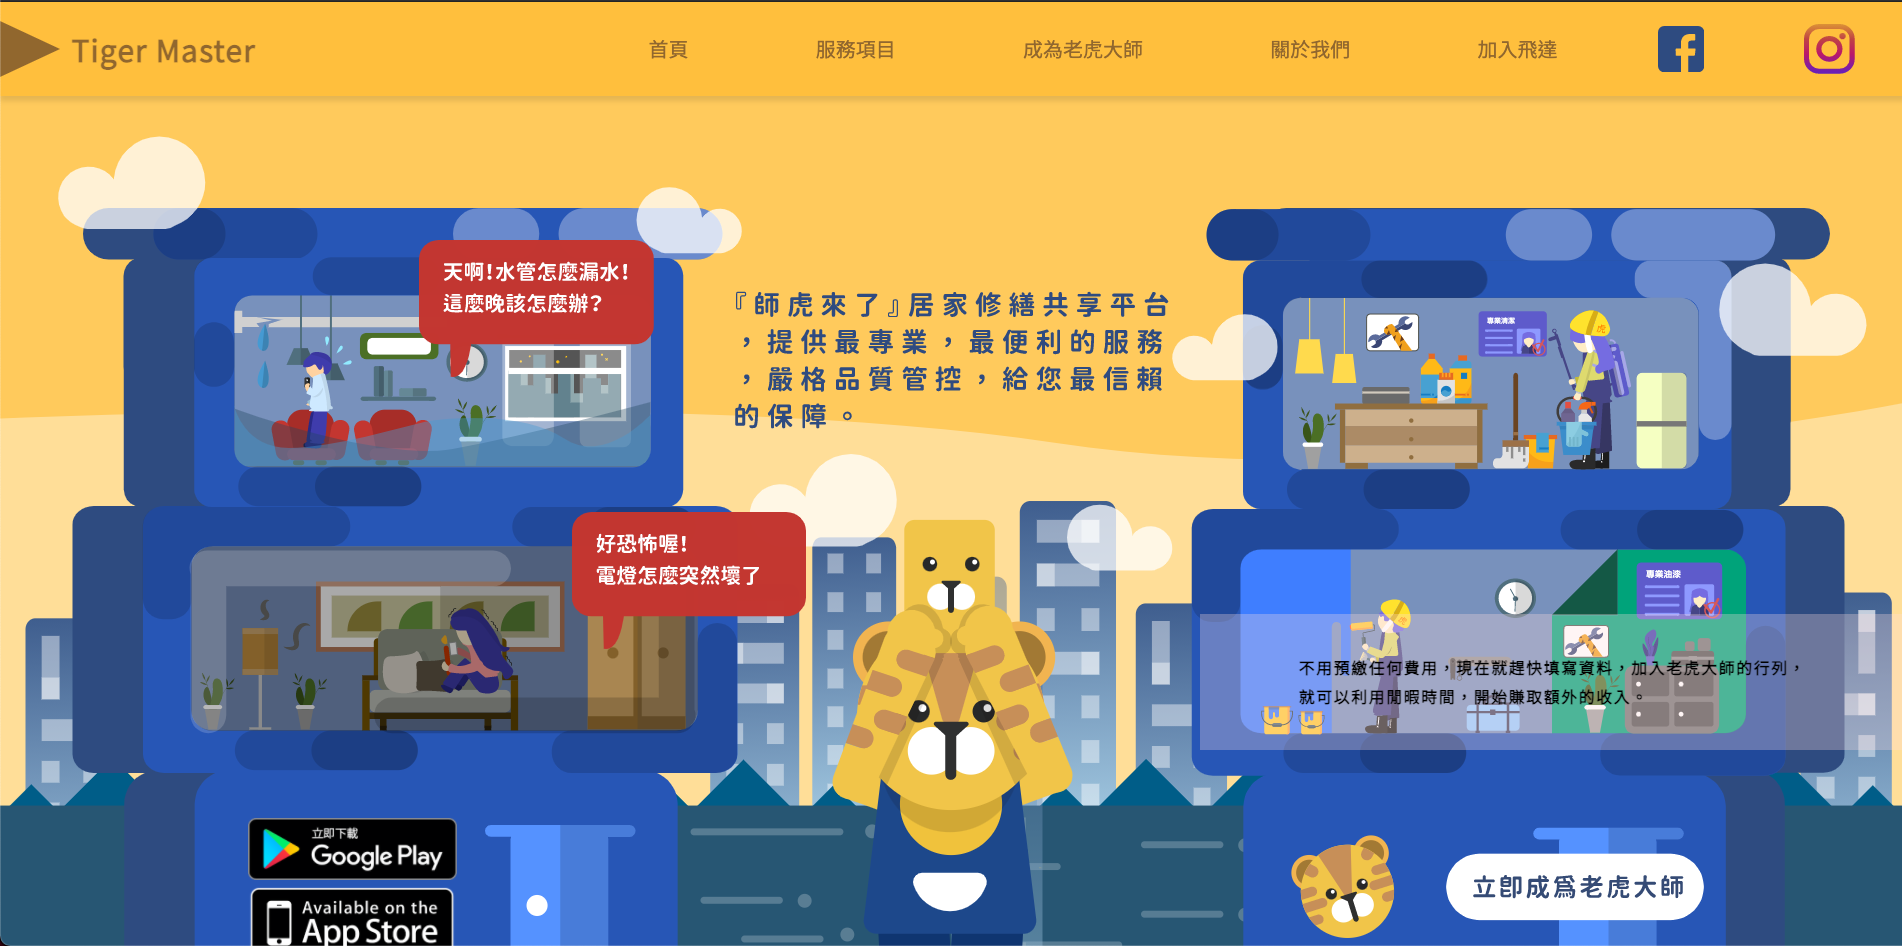 Tiger Master
首頁
服務項目
成為老虎大師
關於我們
加入飛達
天啊!水管怎麼漏水!
這麼晚該怎麼辦?
『師虎來了』居家修繕共享平台
，提供最專業，最便利的服務
，嚴格品質管控，給您最信賴
的保障。
專業清潔
虎
好恐怖喔!
電燈怎麼突然壞了
專業油漆
不用預繳任何費用，現在就趕快填寫資料，加入老虎大師的行列，
就可以利用閒暇時間，開始賺取額外的收入。
立即下載
Google Play
Available on the
App Store
立即成為老虎大師